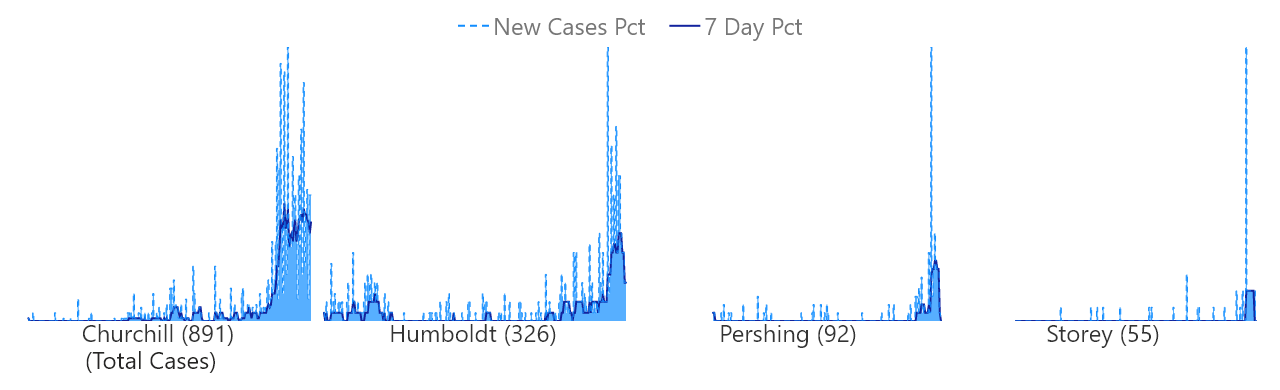 New Cases Pct 7 Day Pct
Churchill (891) Humboldt (326) Pershing (92) Storey (55)
(Total Cases)